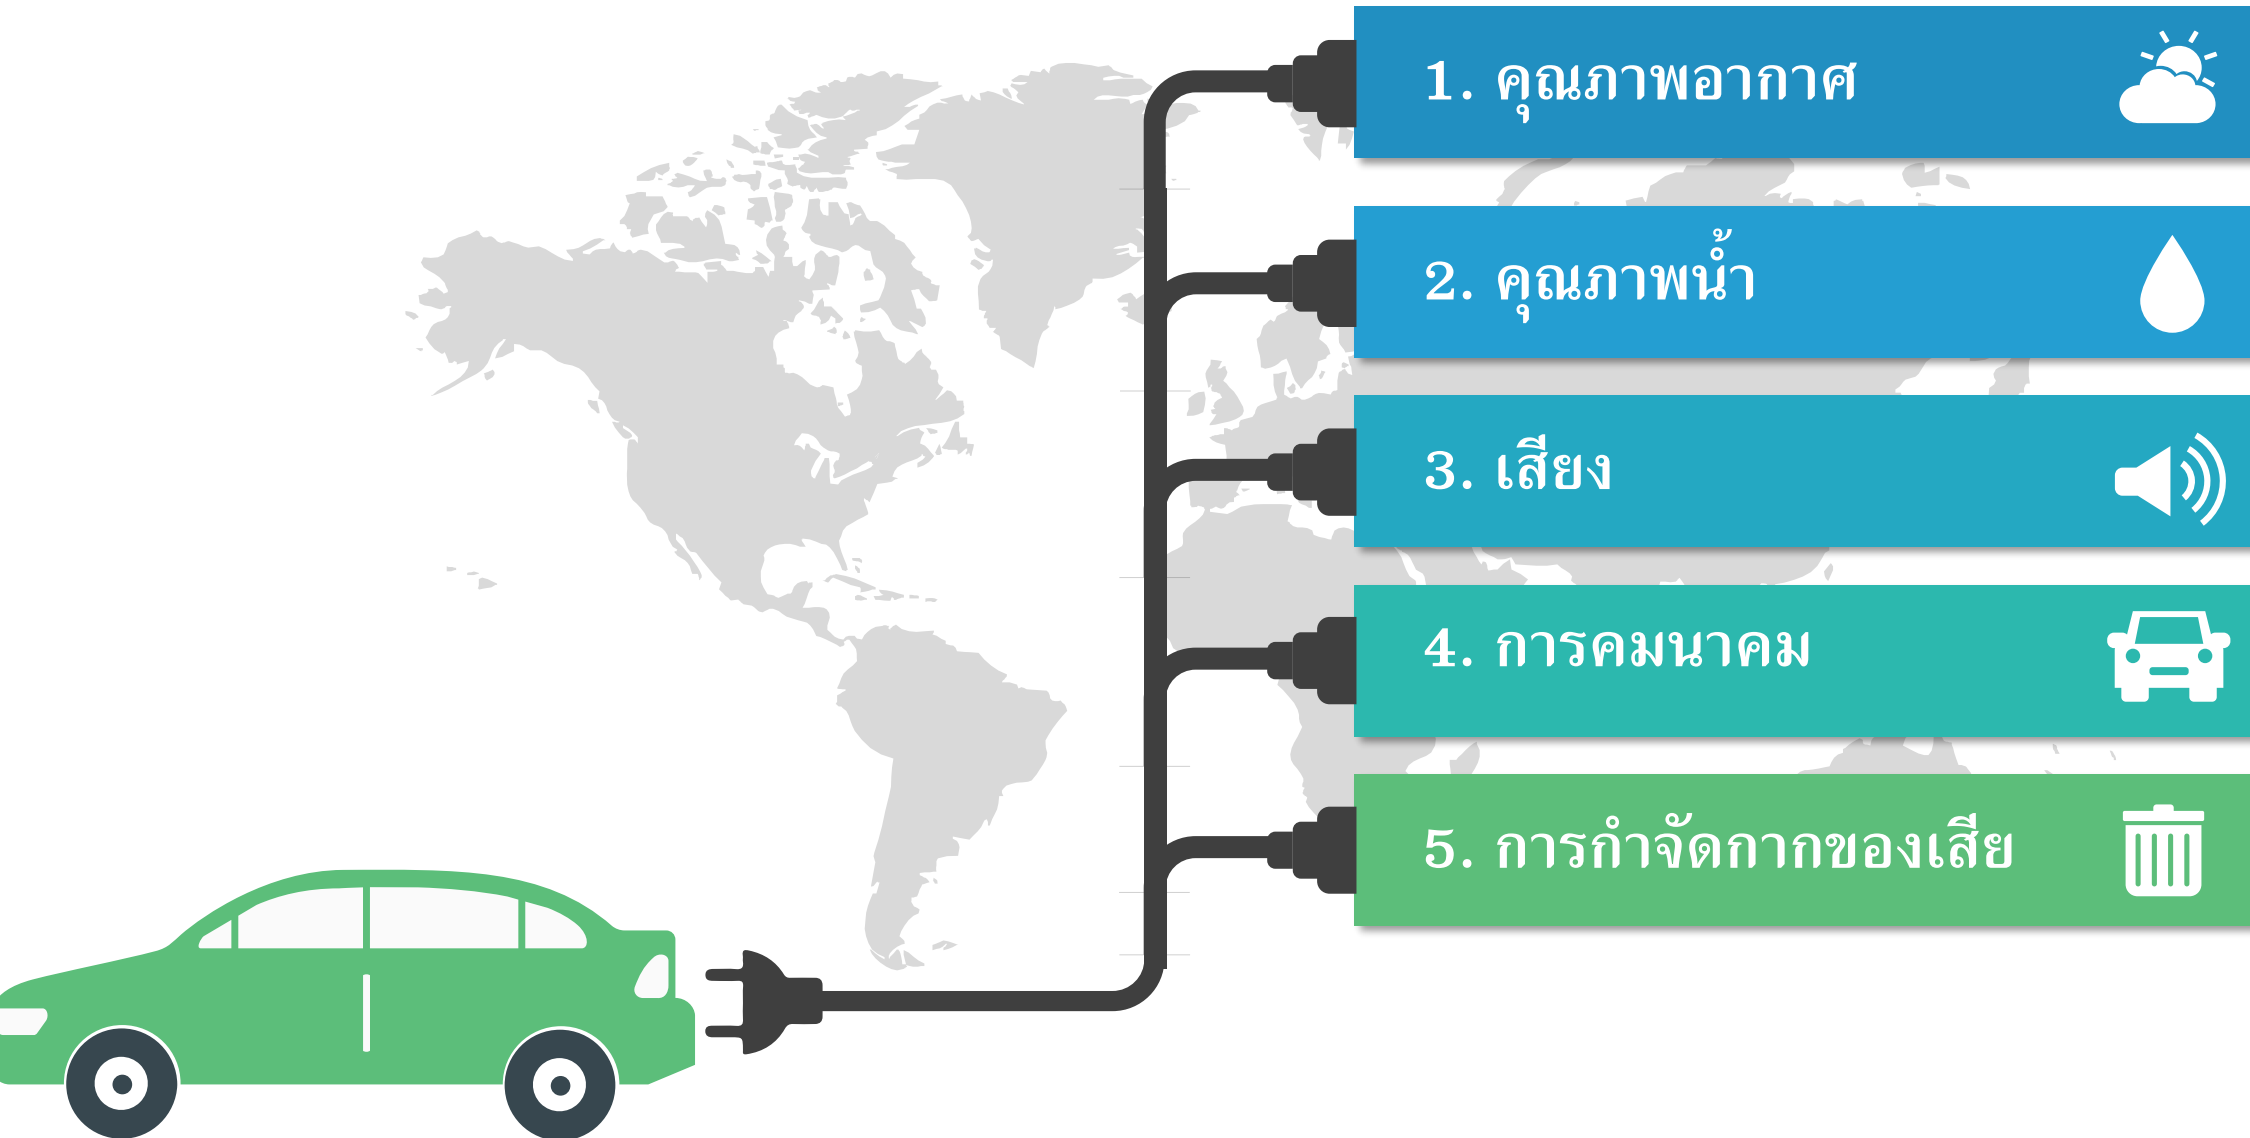 1. คุณภาพอากาศ
2. คุณภาพน้ำ
3. เสียง
4. การคมนาคม
5. การกำจัดกากของเสีย